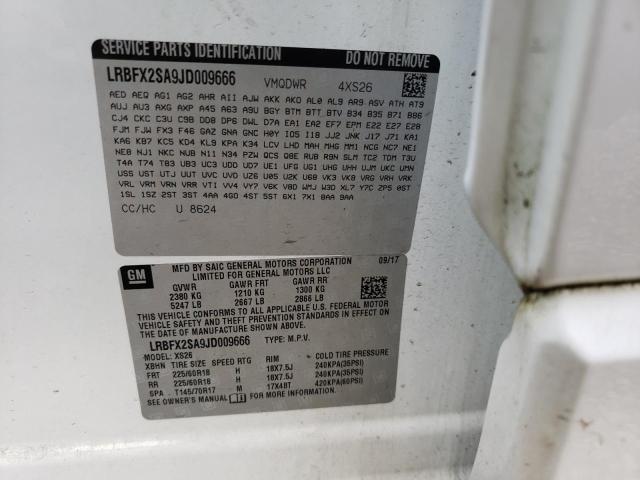 SERVICE PARTS IDENTIFICATION DO NOT REMOVE
LRBFX2SA9JD009666 VMQDWR 4XS26
AED AEQ AG1 AG2 AHR AII AJW AKK AKO AL0 AL9 AR9 ASV ATH AT9
AUJ AU3 AXG AXP A45 A63 A9U BGY BTM BTT BTV B34 B35 B71 B86
CJ4 CKC C3U C9B DD8 DP6 DWL D7A EA1 EA2 EF7 EPM E22 E27 E28
FJM FJW FX3 F46 GAZ GNA GNC H0Y IO5 I18 JJ2 JNK J17 J71 KA1
KA6 KB7 KC5 KD4 KL9 KPA K34 LCV LHD MAH MHG MM1 NCG NC7 NE1
NE8 NJ1 NKC NUB N11 N34 PZW QCS Q8E RUB R9N SLM TC2 TDM T3U
T4A T74 TB3 UB3 UC3 UDD UD7 UE1 UFG UG1 UHG UHH UJM UKC UMN
USS UST UTJ UUT UVC UVD UZ6 U05 U2K U68 VK3 VK8 VRG VRH VRK
VRL VRM VRN VRR VTI VV4 VY7 V6K V8D WMJ W3D XL7 Y7C ZP5 0ST
1SL 1SZ 2ST 3ST 4AA 4GO 4ST 5ST 6X1 7X1 8AA 9AA
CC/HC U 8624
GM MFD BY SAIC GENERAL MOTORS CORPORATION 09/17
LIMITED FOR GENERAL MOTORS LLC
GVWR GAWR FRT GAWR RR
2380 KG 1210 KG 1300 KG
5247 LB 2667 LB 2866 LB
THIS VEHICLE CONFORMS TO ALL APPLICABLE U.S. FEDERAL MOTOR
VEHICLE SAFETY, BUMPER, AND THEFT PREVENTION STANDARDS IN EFFECT ON THE
DATE OF MANUFACTURE SHOWN ABOVE.
LRBFX2SA9JD009666 TYPE: M.P.V.
MODEL: XS26
XBHN TIRE SIZE SPEED RTG RIM COLD TIRE PRESSURE
FRT 225/60R18 H 18X7.5J 240KPA(35PSI)
RR 225/60R18 H 18X7.5J 240KPA(35PSI)
SPA T145/70R17 M 17X4BT 420KPA(60PSI)
SEE OWNER'S MANUAL FOR MORE INFORMATION.